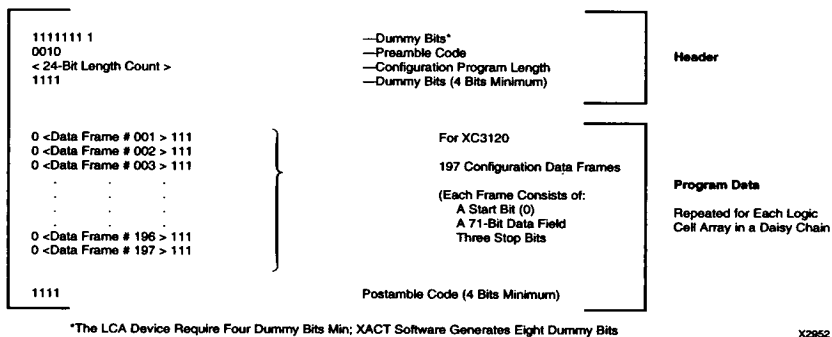 1111111 1 —Dummy Bits*
0010 —Preamble Code
< 24-Bit Length Count > —Configuration Program Length
1111 —Dummy Bits (4 Bits Minimum)
Header
0 <Data Frame # 001 > 111
0 <Data Frame # 002 > 111
0 <Data Frame # 003 > 111
. . .
. . .
. . .
. . .
0 <Data Frame # 196 > 111
0 <Data Frame # 197 > 111
For XC3120
197 Configuration Data Frames
(Each Frame Consists of:
A Start Bit (0)
A 71-Bit Data Field
Three Stop Bits
Program Data
Repeated for Each Logic
Cell Array in a Daisy Chain
1111 Postamble Code (4 Bits Minimum)
*The LCA Device Require Four Dummy Bits Min; XACT Software Generates Eight Dummy Bits
X2952